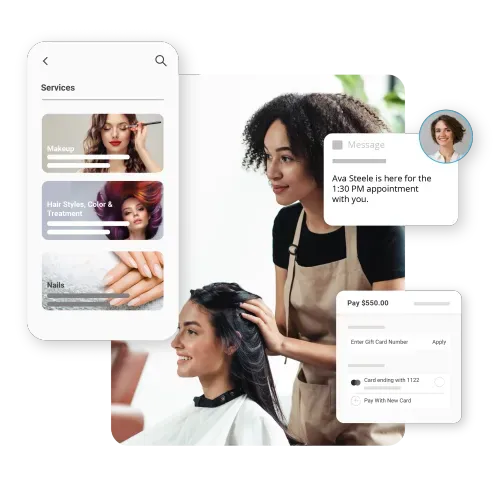 Services
Makeup
Hair Styles, Color &
Treatment
Nails
Message
Ava Steele is here for the
1:30 PM appointment
with you.
Pay $550.00
Enter Gift Card Number Apply
Card ending with 1122
Pay With New Card